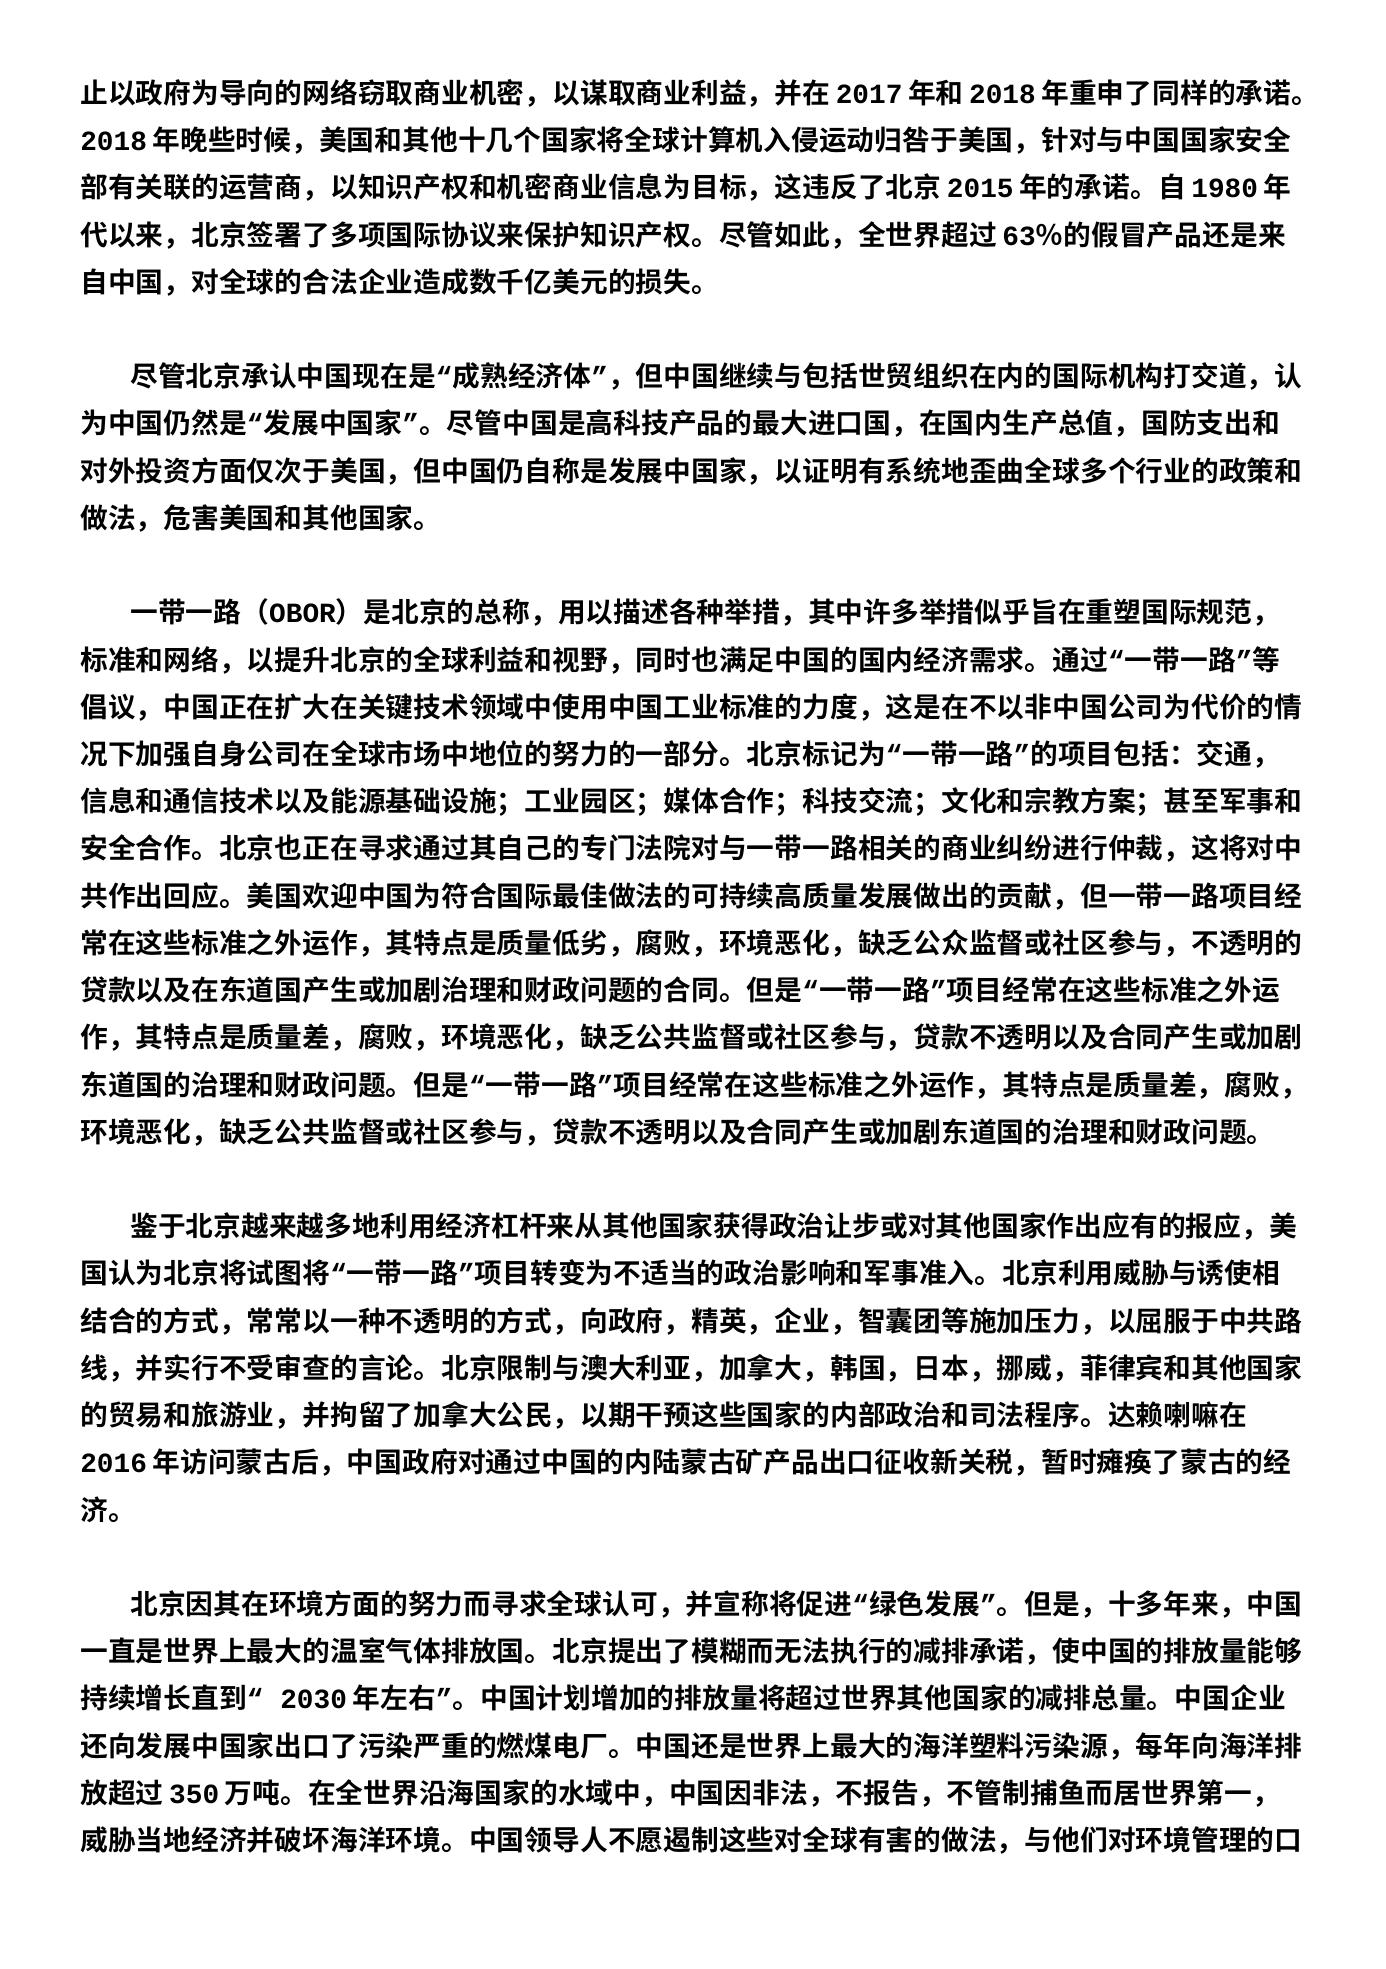 止以政府为导向的网络窃取商业机密，以谋取商业利益，并在 2017 年和 2018 年重申了同样的承诺。
2018 年晚些时候，美国和其他十几个国家将全球计算机入侵运动归咎于美国，针对与中国国家安全
部有关联的运营商，以知识产权和机密商业信息为目标，这违反了北京 2015 年的承诺。自 1980 年
代以来，北京签署了多项国际协议来保护知识产权。尽管如此，全世界超过 63％的假冒产品还是来
自中国，对全球的合法企业造成数千亿美元的损失。
尽管北京承认中国现在是“成熟经济体”，但中国继续与包括世贸组织在内的国际机构打交道，认
为中国仍然是“发展中国家”。尽管中国是高科技产品的最大进口国，在国内生产总值，国防支出和
对外投资方面仅次于美国，但中国仍自称是发展中国家，以证明有系统地歪曲全球多个行业的政策和
做法，危害美国和其他国家。
一带一路（OBOR）是北京的总称，用以描述各种举措，其中许多举措似乎旨在重塑国际规范，
标准和网络，以提升北京的全球利益和视野，同时也满足中国的国内经济需求。通过“一带一路”等
倡议，中国正在扩大在关键技术领域中使用中国工业标准的力度，这是在不以非中国公司为代价的情
况下加强自身公司在全球市场中地位的努力的一部分。北京标记为“一带一路”的项目包括：交通，
信息和通信技术以及能源基础设施；工业园区；媒体合作；科技交流；文化和宗教方案；甚至军事和
安全合作。北京也正在寻求通过其自己的专门法院对与一带一路相关的商业纠纷进行仲裁，这将对中
共作出回应。美国欢迎中国为符合国际最佳做法的可持续高质量发展做出的贡献，但一带一路项目经
常在这些标准之外运作，其特点是质量低劣，腐败，环境恶化，缺乏公众监督或社区参与，不透明的
贷款以及在东道国产生或加剧治理和财政问题的合同。但是“一带一路”项目经常在这些标准之外运
作，其特点是质量差，腐败，环境恶化，缺乏公共监督或社区参与，贷款不透明以及合同产生或加剧
东道国的治理和财政问题。但是“一带一路”项目经常在这些标准之外运作，其特点是质量差，腐败，
环境恶化，缺乏公共监督或社区参与，贷款不透明以及合同产生或加剧东道国的治理和财政问题。
鉴于北京越来越多地利用经济杠杆来从其他国家获得政治让步或对其他国家作出应有的报应，美
国认为北京将试图将“一带一路”项目转变为不适当的政治影响和军事准入。北京利用威胁与诱使相
结合的方式，常常以一种不透明的方式，向政府，精英，企业，智囊团等施加压力，以屈服于中共路
线，并实行不受审查的言论。北京限制与澳大利亚，加拿大，韩国，日本，挪威，菲律宾和其他国家
的贸易和旅游业，并拘留了加拿大公民，以期干预这些国家的内部政治和司法程序。达赖喇嘛在
2016 年访问蒙古后，中国政府对通过中国的内陆蒙古矿产品出口征收新关税，暂时瘫痪了蒙古的经
济。
北京因其在环境方面的努力而寻求全球认可，并宣称将促进“绿色发展”。但是，十多年来，中国
一直是世界上最大的温室气体排放国。北京提出了模糊而无法执行的减排承诺，使中国的排放量能够
持续增长直到“ 2030 年左右”。中国计划增加的排放量将超过世界其他国家的减排总量。中国企业
还向发展中国家出口了污染严重的燃煤电厂。中国还是世界上最大的海洋塑料污染源，每年向海洋排
放超过 350 万吨。在全世界沿海国家的水域中，中国因非法，不报告，不管制捕鱼而居世界第一，
威胁当地经济并破坏海洋环境。中国领导人不愿遏制这些对全球有害的做法，与他们对环境管理的口